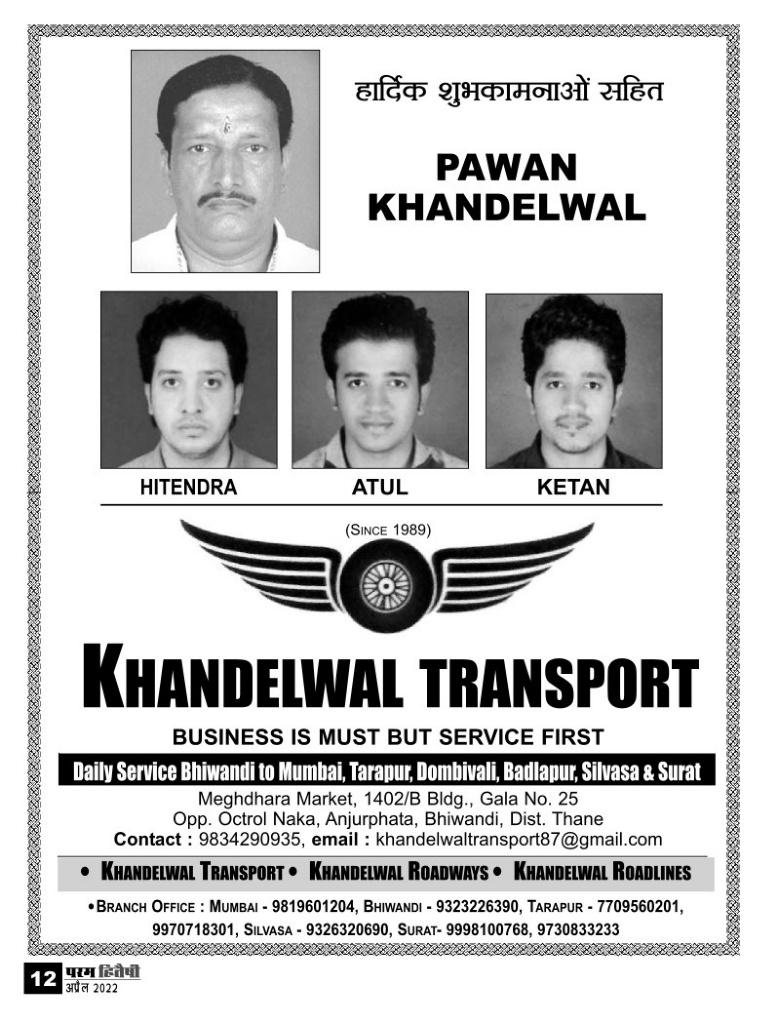 हार्दिक शुभकामनाओं सहित
PAWAN
KHANDELWAL
HITENDRA
ATUL
KETAN
(SINCE 1989)
KHANDELWAL TRANSPORT
BUSINESS IS MUST BUT SERVICE FIRST
Daily Service Bhiwandi to Mumbai, Tarapur, Dombivali, Badlapur, Silvasa & Surat
Meghdhara Market, 1402/B Bldg., Gala No. 25
Opp. Octrol Naka, Anjurphata, Bhiwandi, Dist. Thane
Contact : 9834290935, email : khandelwaltransport87@gmail.com
• KHANDELWAL TRANSPORT • KHANDELWAL ROADWAYS • KHANDELWAL ROADLINES
•BRANCH OFFICE : MUMBAI - 9819601204, BHIWANDI - 9323226390, TARAPUR - 7709560201,
9970718301, SILVASA - 9326320690, SURAT- 9998100768, 9730833233
12 परम हितैषी
अप्रैल 2022